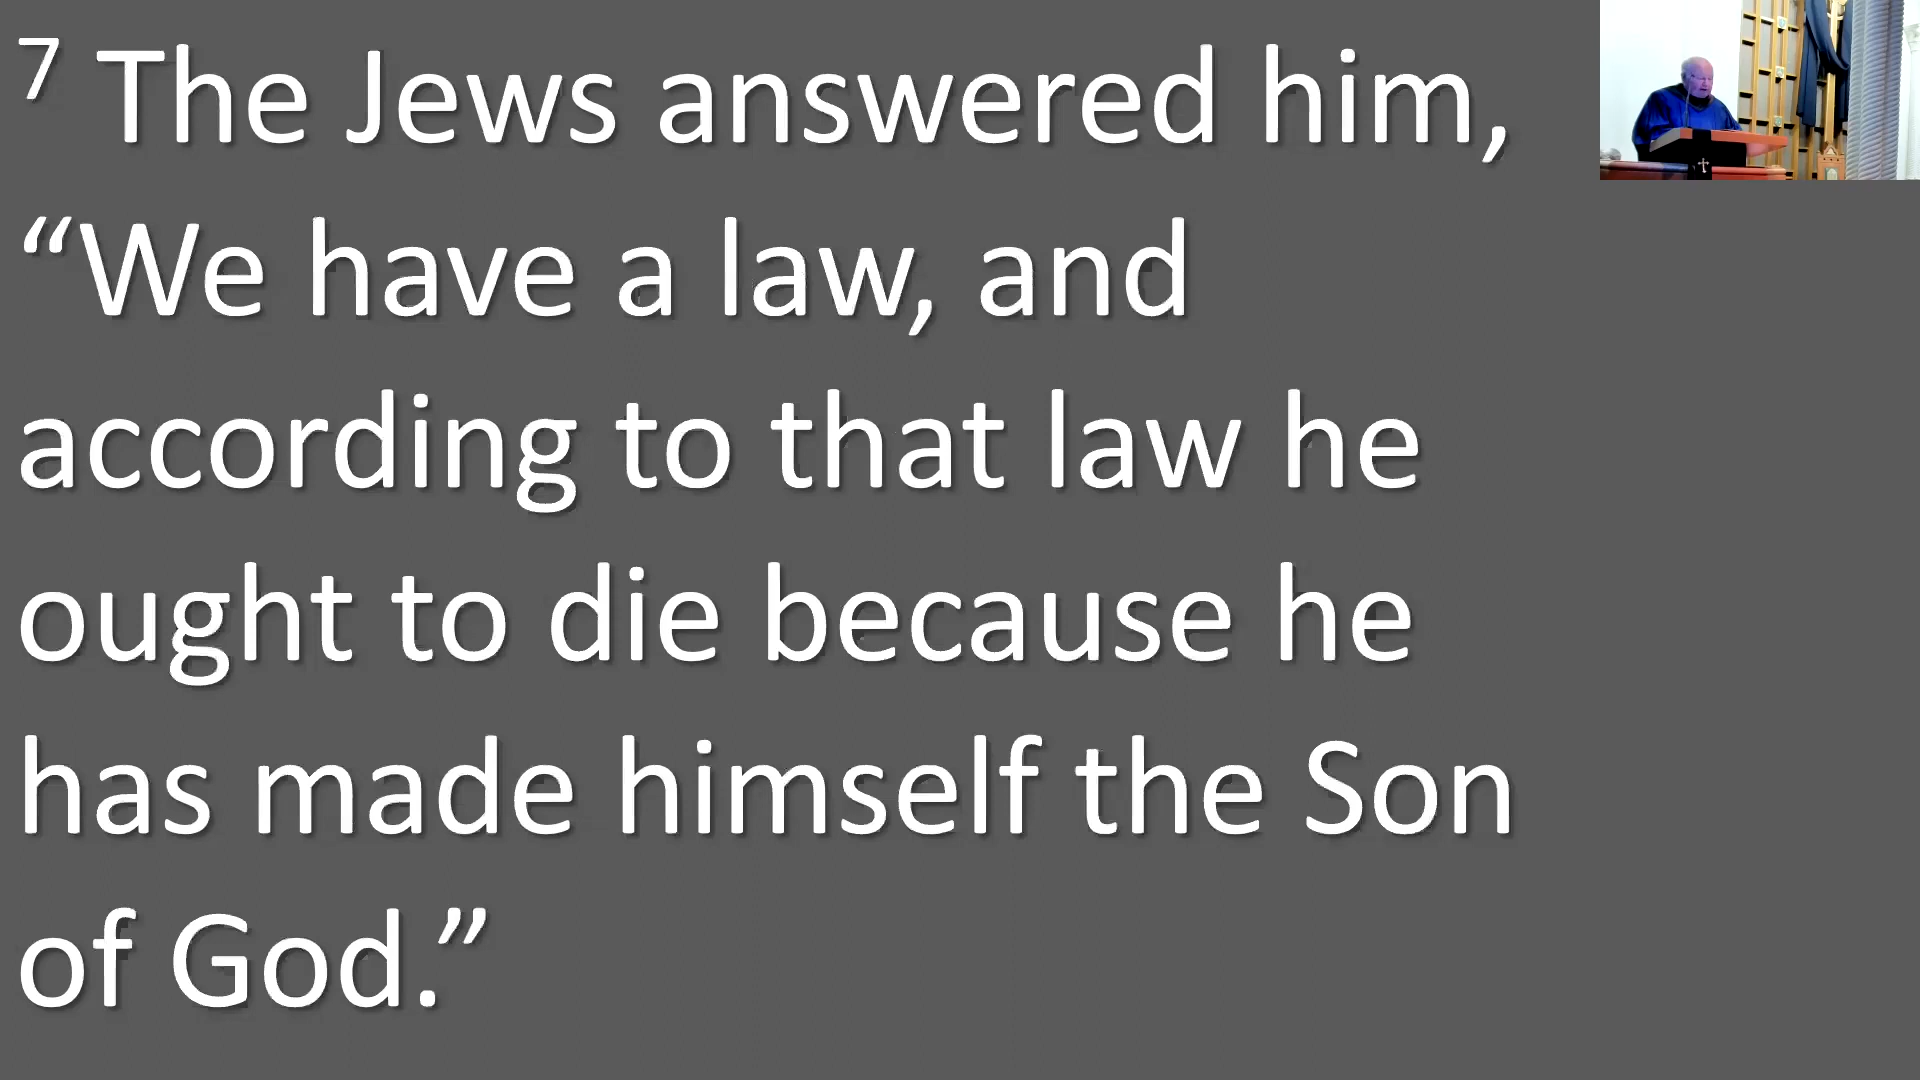 7 The Jews answered him,
“We have a law, and
according to that law he
ought to die because he
has made himself the Son
of God.”